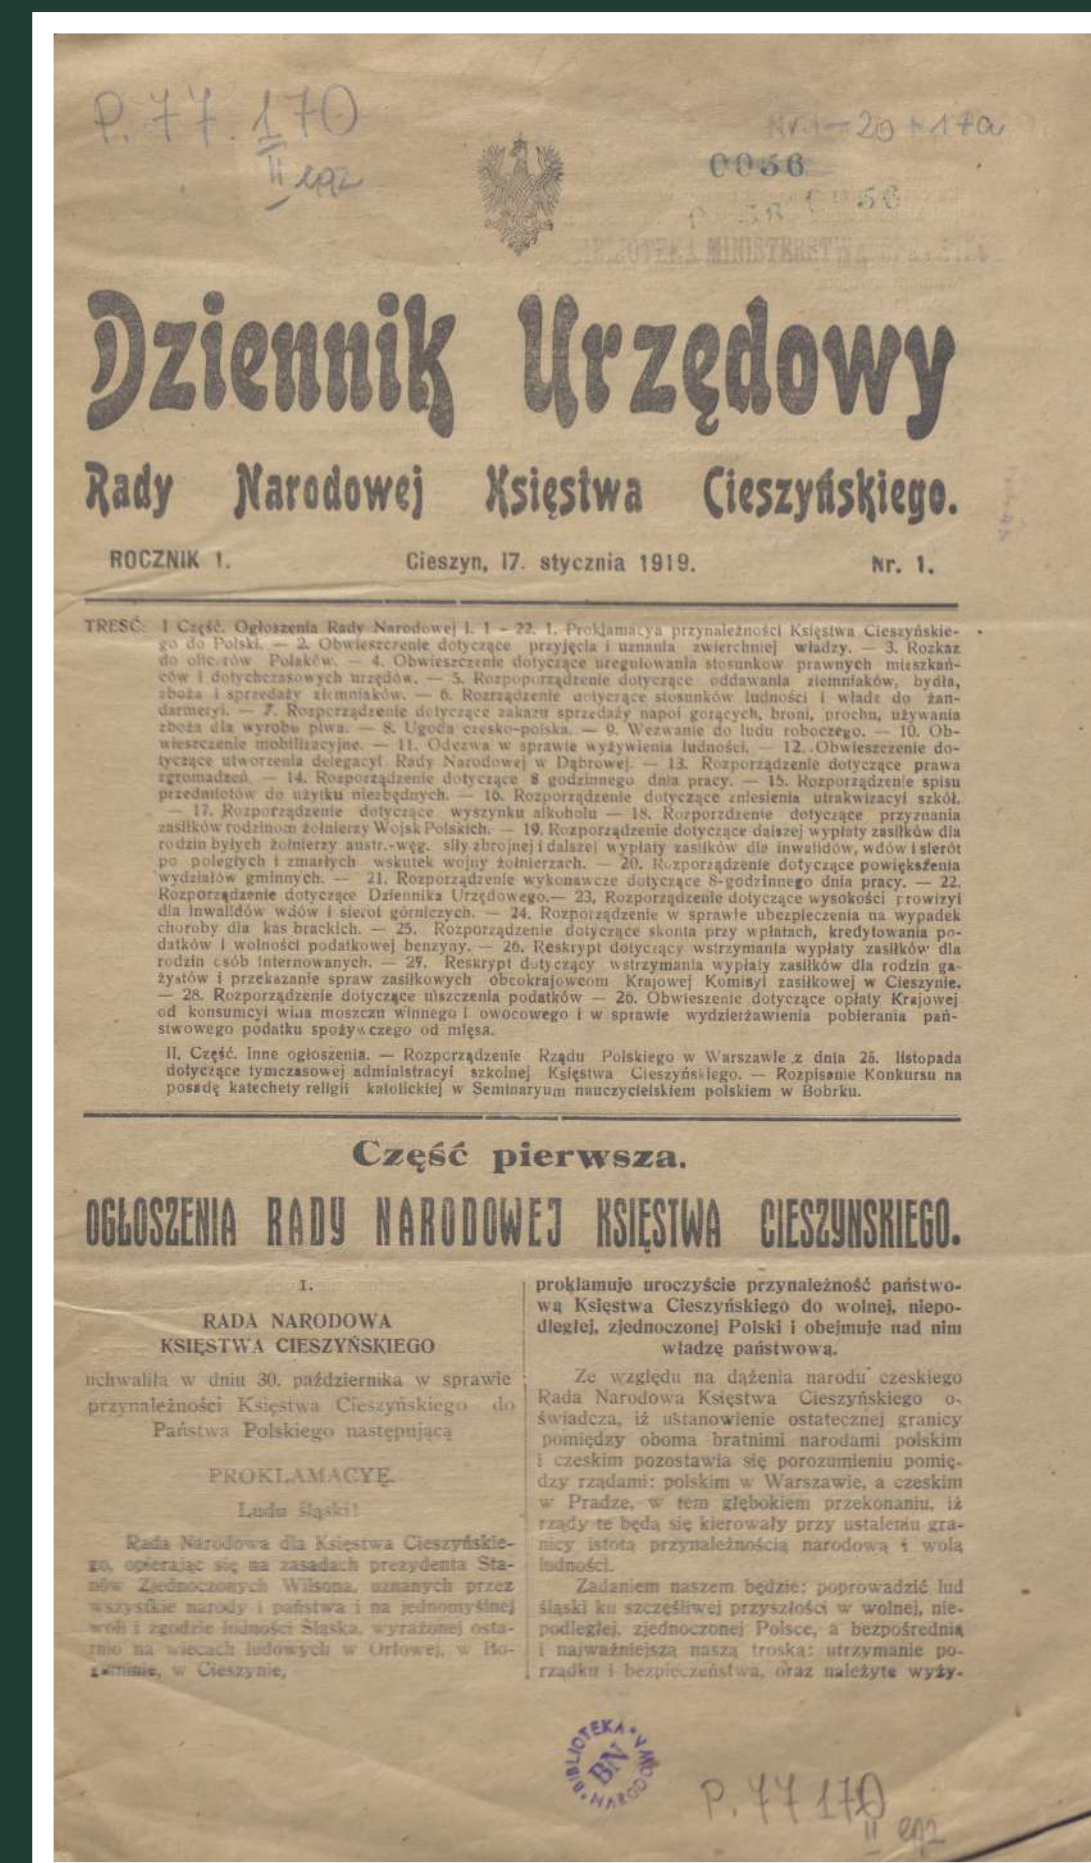 P. 77. 170
II egz
Nr. 1-20 + 17a
0056
0056
BIBLIOTEKA MINISTERSTWA
Dziennik Urzędowy
Rady Narodowej Księstwa Cieszyńskiego.
ROCZNIK 1. Cieszyn, 17. stycznia 1919. Nr. 1.
TREŚĆ: I Część. Ogłoszenia Rady Narodowej l. 1 - 22. 1. Proklamacya przynależności Księstwa Cieszyńskie-
go do Polski. — 2. Obwieszczenie dotyczące przyjęcia i uznania zwierchniej władzy. — 3. Rozkaz
do oficerów Polaków. — 4. Obwieszczenie dotyczące uregulowania stosunkow prawnych mieszkań-
ców i dotychczasowych urzędów. — 5. Rozpoporządzenie dotyczące oddawania ziemniaków, bydła,
zboża i sprzedaży ziemniaków. — 6. Rozrządzenie dotyczące stosunków ludności i władz do żan-
darmeryi. — 7. Rozporządzenie dotyczące zakazu sprzedaży napoi gorących, broni, prochu, używania
zboża dla wyrobu piwa. — 8. Ugoda czesko-polska. — 9. Wezwanie do ludu roboczego. — 10. Ob-
wieszczenie mobilizacyjne. — 11. Odezwa w sprawie wyżywienia ludności. — 12. Obwieszczenie do-
tyczące utworzenia delegacyi Rady Narodowej w Dąbrowej. — 13. Rozporządzenie dotyczące prawa
zgromadzeń. — 14. Rozporządzenie dotyczące 8 godzinnego dnia pracy. — 15. Rozporządzenie spisu
przedmiotów do użytku niezbędnych. — 16. Rozporządzenie dotyczące zniesienia utrakwizacyi szkół.
— 17. Rozporządzenie dotyczące wyszynku alkoholu — 18. Rozporzdzenie dotyczące przyznania
zasiłków rodzinom żołnierzy Wojsk Polskich. — 19. Rozporządzenie dotyczące dalszej wypłaty zasiłków dla
rodzin byłych żołnierzy austr.-węg. siły zbrojnej i dalszej wypłaty zasiłków dla inwalidów, wdów i sierót
po poległych i zmarłych wskutek wojny żołnierzach. — 20. Rozporządzenie dotyczące powiększenia
wydziałów gminnych. — 21. Rozporządzenie wykonawcze dotyczące 8-godzinnego dnia pracy. — 22.
Rozporządzenie dotyczące Dziennika Urzędowego.— 23, Rozporządzenie dotyczące wysokości prowizyi
dla inwalidów wdów i sierot górniczych. — 24. Rozporządzenie w sprawie ubezpieczenia na wypadek
choroby dla kas brackich. — 25. Rozporządzenie dotyczące skonta przy wpłatach, kredytowania po-
datków i wolności podatkowej benzyny. — 26. Reskrypt dotyczący wstrzymania wypłaty zasiłków dla
rodzin osób internowanych. — 27. Reskrypt dotyczący wstrzymania wypłaty zasiłków dla rodzin ga-
żystów i przekazanie spraw zasiłkowych obcokrajowcom Krajowej Komisyi zasiłkowej w Cieszynie.
— 28. Rozporządzenie dotyczące uiszczenia podatków — 26. Obwieszenie dotyczące opłaty Krajowej
od konsumcyi wina moszczu winnego i owocowego i w sprawie wydzierżawienia pobierania pań-
stwowego podatku spożywczego od mięsa.
II. Część. Inne ogłoszenia. — Rozporządzenie Rządu Polskiego w Warszawie z dnia 26. listopada
dotyczące tymczasowej administracyi szkolnej Księstwa Cieszyńskiego. — Rozpisanie Konkursu na
posadę katechety religii katolickiej w Seminaryum nauczycielskiem polskiem w Bobrku.
Część pierwsza.
OGŁOSZENIA RADY NARODOWEJ KSIĘSTWA CIESZYNSKIEGO.
I.
RADA NARODOWA
KSIĘSTWA CIESZYŃSKIEGO
uchwaliła w dniu 30. października w sprawie
przynależności Księstwa Cieszyńskiego do
Państwa Polskiego następującą
PROKLAMACYĘ.
Ludu śląski!
Rada Narodowa dla Księstwa Cieszyńskie-
go, opierając się na zasadach prezydenta Sta-
nów Zjednoczonych Wilsona, uznanych przez
wszystkie narody i państwa i na jednomyślnej
woli i zgodzie ludności Śląska, wyrażonej osta-
tnio na wiecach ludowych w Orłowej, w Bo-
guminie, w Cieszynie,
proklamuje uroczyście przynależność państwo-
wą Księstwa Cieszyńskiego do wolnej, niepo-
dległej, zjednoczonej Polski i obejmuje nad nim
władzę państwową.
Ze względu na dążenia narodu czeskiego
Rada Narodowa Księstwa Cieszyńskiego o-
świadcza, iż ustanowienie ostatecznej granicy
pomiędzy oboma bratnimi narodami polskim
i czeskim pozostawia się porozumieniu pomię-
dzy rządami: polskim w Warszawie, a czeskim
w Pradze, w tem głębokiem przekonaniu, iż
rządy te będą się kierowały przy ustaleniu gra-
nicy istotą przynależnością narodową i wolą
ludności.
Zadaniem naszem będzie: poprowadzić lud
śląski ku szczęśliwej przyszłości w wolnej, nie-
podległej, zjednoczonej Polsce, a bezpośrednią
i najważniejszą naszą troską: utrzymanie po-
rządku i bezpieczeństwa, oraz należyte wyży-
BIBLIOTEKA NARODOWA
BN
P. 77 170
II egz